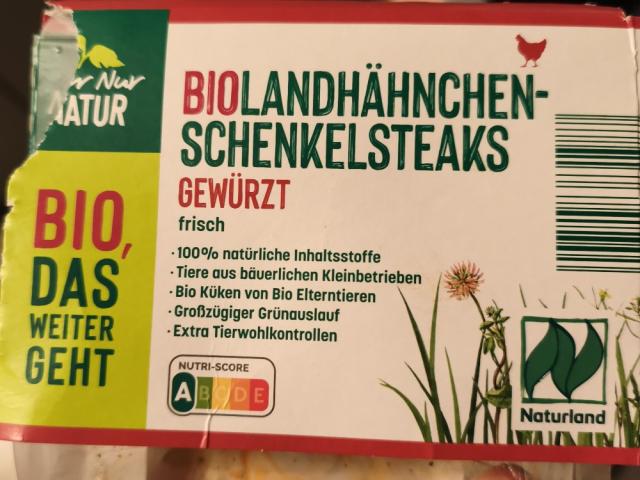 Nur Nur
NATUR
BIO,
DAS
WEITER
GEHT
BIOLANDHÄHNCHEN-
SCHENKELSTEAKS
GEWÜRZT
frisch
· 100% natürliche Inhaltsstoffe
· Tiere aus bäuerlichen Kleinbetrieben
· Bio Küken von Bio Elterntieren
· Großzügiger Grünauslauf
· Extra Tierwohlkontrollen
NUTRI-SCORE
A B C D E
Naturland